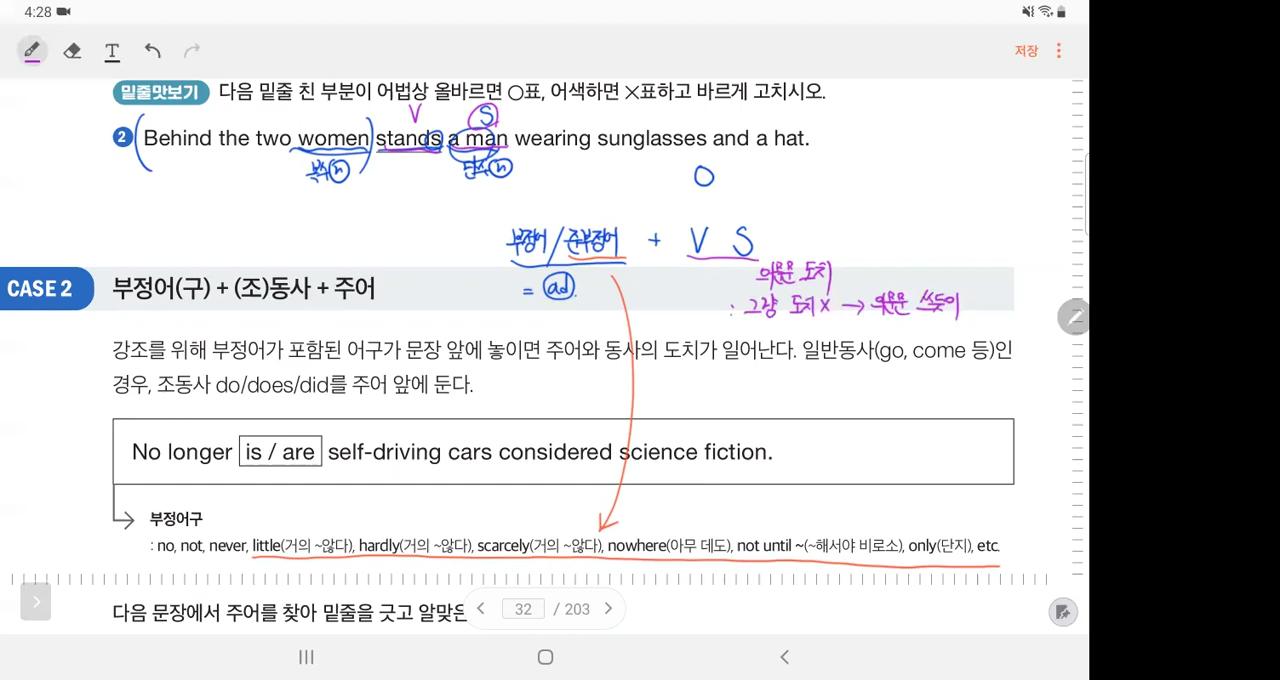 4:28
저장
밑줄맛보기 다음 밑줄 친 부분이 어법상 올바르면 ○표, 어색하면 ×표하고 바르게 고치시오.
V S
2 (Behind the two women) stands a man wearing sunglasses and a hat.
복수 n 단수 n
O
부정어 / 준부정어 + V S
= ad.
의문문 도치
: 그냥 도치 X → 의문문 쓰듯이
CASE 2 부정어(구) + (조)동사 + 주어
강조를 위해 부정어가 포함된 어구가 문장 앞에 놓이면 주어와 동사의 도치가 일어난다. 일반동사(go, come 등)인
경우, 조동사 do/does/did를 주어 앞에 둔다.
No longer is / are self-driving cars considered science fiction.
부정어구
: no, not, never, little(거의 ~않다), hardly(거의 ~않다), scarcely(거의 ~않다), nowhere(아무 데도), not until ~(~해서야 비로소), only(단지), etc.
다음 문장에서 주어를 찾아 밑줄을 긋고 알맞은
32 / 203